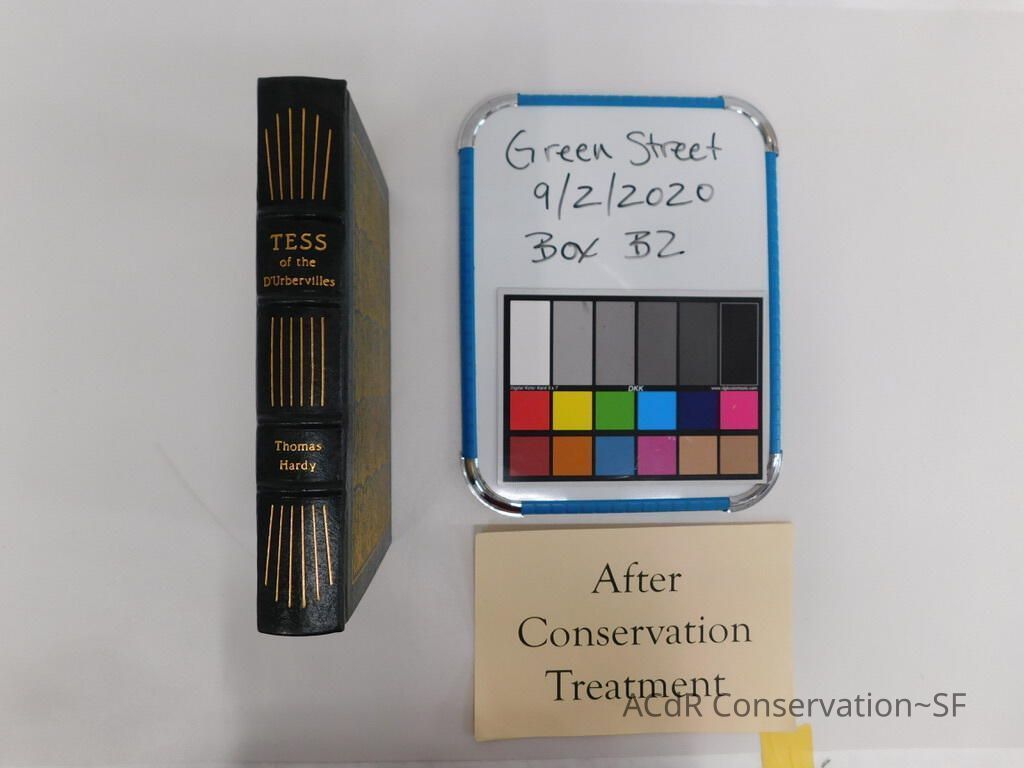 TESS
of the
D'Urbervilles
Thomas
Hardy
Green Street
9/2/2020
Box B2
DKK
After
Conservation
Treatment
ACdR Conservation~SF